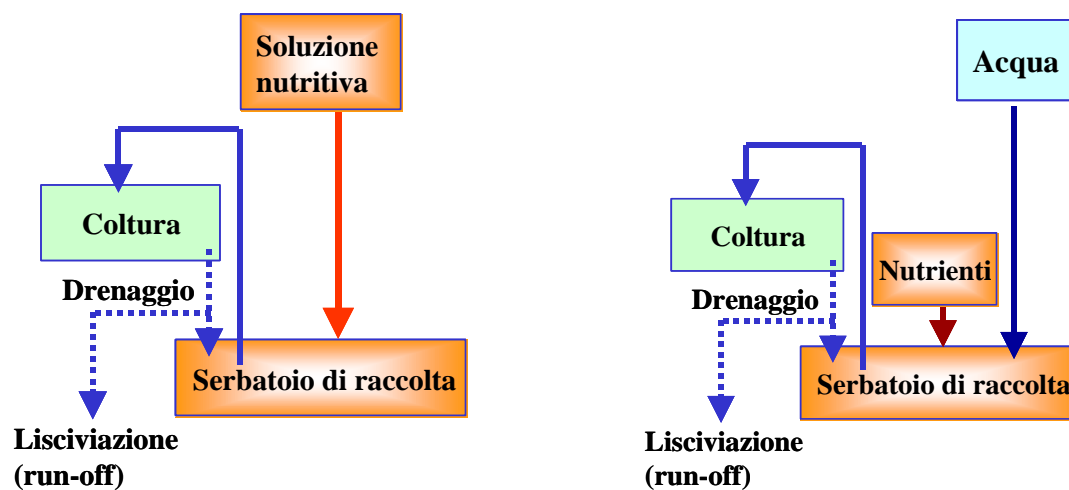 Soluzione
nutritiva
Coltura
Drenaggio
Serbatoio di raccolta
Lisciviazione
(run-off)
Acqua
Coltura
Nutrienti
Drenaggio
Serbatoio di raccolta
Lisciviazione
(run-off)